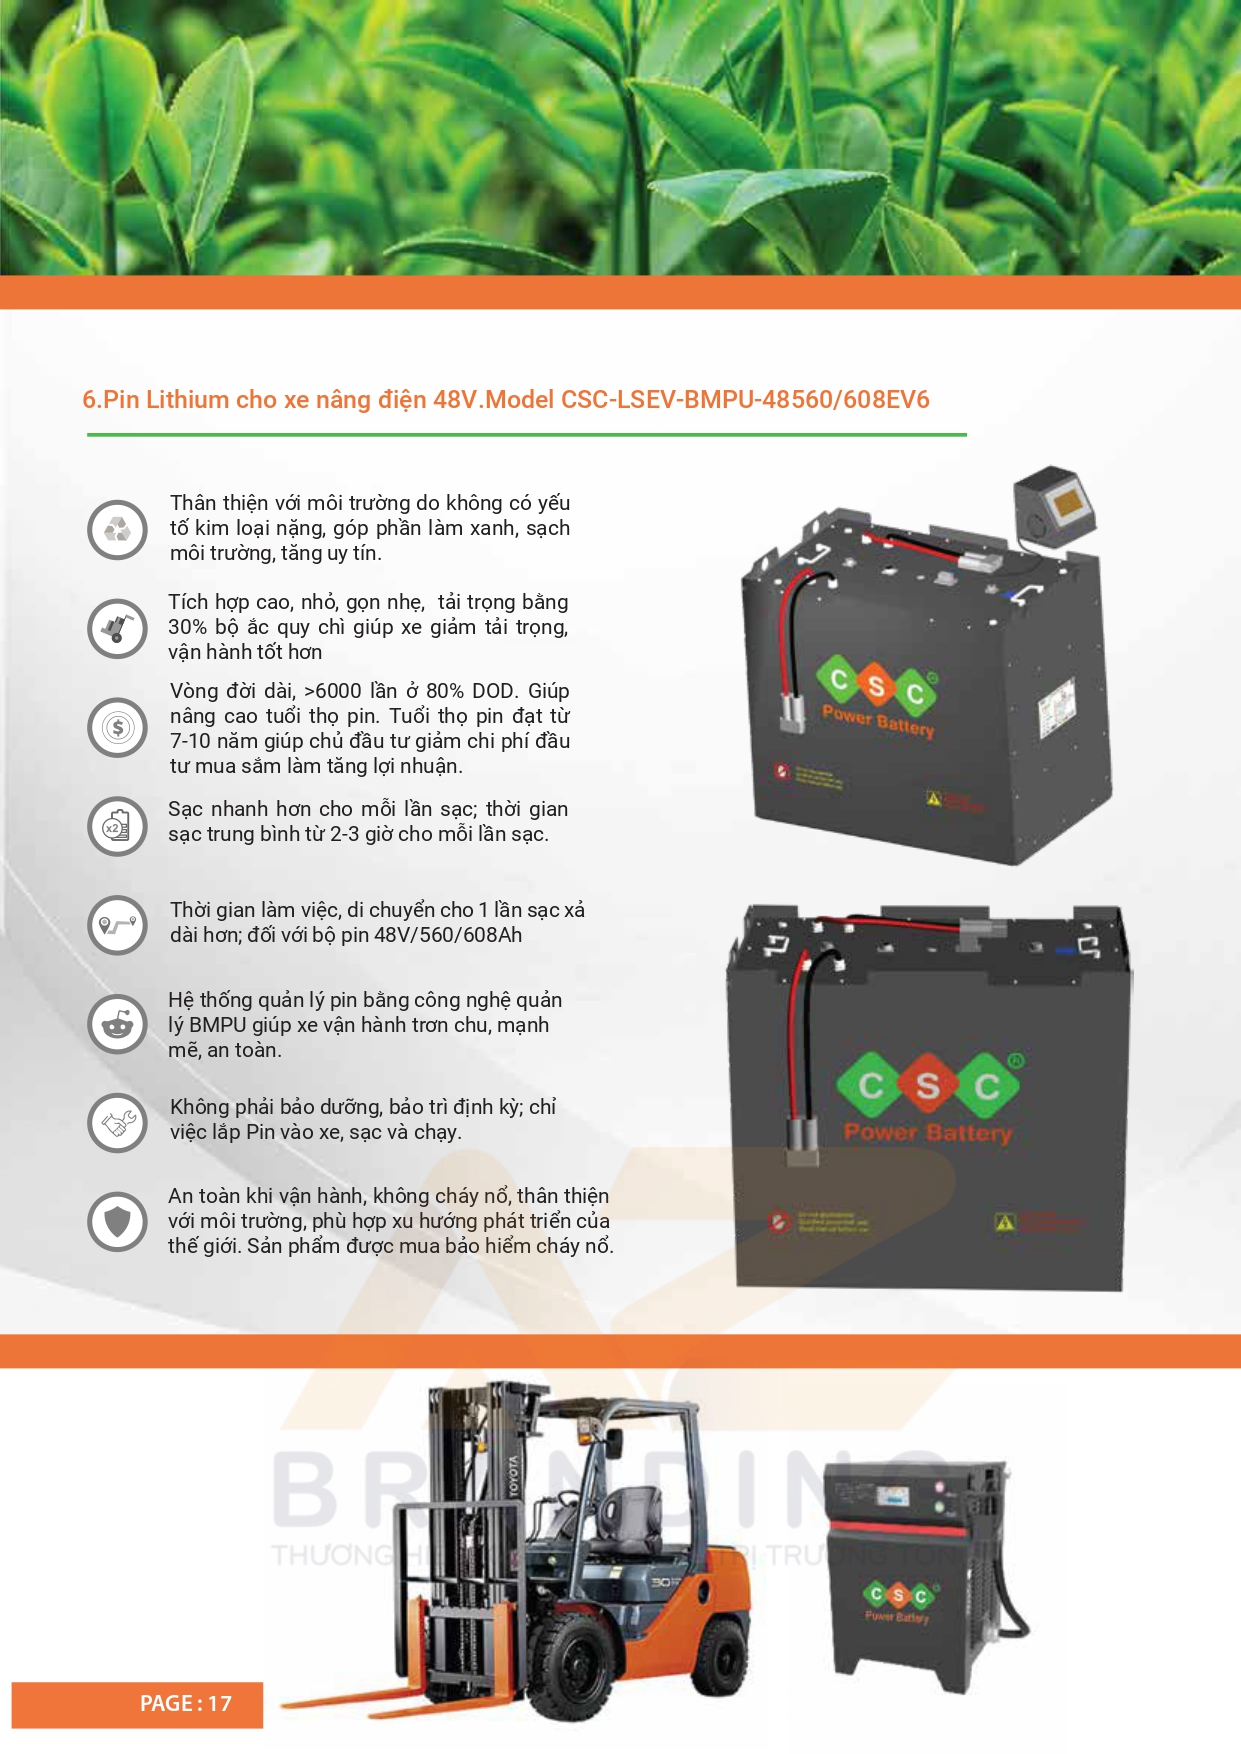 6.Pin Lithium cho xe nâng điện 48V.Model CSC-LSEV-BMPU-48560/608EV6
Thân thiện với môi trường do không có yếu
tố kim loại nặng, góp phần làm xanh, sạch
môi trường, tăng uy tín.
Tích hợp cao, nhỏ, gọn nhẹ, tải trọng bằng
30% bộ ắc quy chì giúp xe giảm tải trọng,
vận hành tốt hơn
Vòng đời dài, >6000 lần ở 80% DOD. Giúp
nâng cao tuổi thọ pin. Tuổi thọ pin đạt từ
7-10 năm giúp chủ đầu tư giảm chi phí đầu
tư mua sắm làm tăng lợi nhuận.
x2
Sạc nhanh hơn cho mỗi lần sạc; thời gian
sạc trung bình từ 2-3 giờ cho mỗi lần sạc.
Thời gian làm việc, di chuyển cho 1 lần sạc xả
dài hơn; đối với bộ pin 48V/560/608Ah
Hệ thống quản lý pin bằng công nghệ quản
lý BMPU giúp xe vận hành trơn chu, mạnh
mẽ, an toàn.
Không phải bảo dưỡng, bảo trì định kỳ; chỉ
việc lắp Pin vào xe, sạc và chạy.
An toàn khi vận hành, không cháy nổ, thân thiện
với môi trường, phù hợp xu hướng phát triển của
thế giới. Sản phẩm được mua bảo hiểm cháy nổ.
CSC®
Power Battery
CSC®
Power Battery
TOYOTA
30
CSC
Power Battery
BRANDING
PAGE : 17